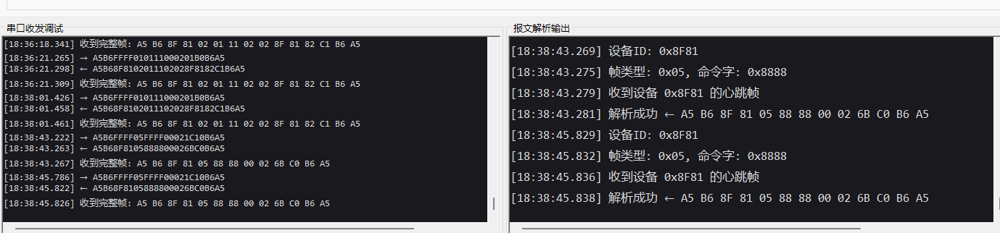 串口收发调试
[18:36:18.341] 收到完整帧: A5 B6 8F 81 02 01 11 02 02 8F 81 82 C1 B6 A5
[18:36:21.265] → A5B6FFFF010111000201B0B6A5
[18:36:21.298] ← A5B68F8102011102028F8182C1B6A5
[18:36:21.309] 收到完整帧: A5 B6 8F 81 02 01 11 02 02 8F 81 82 C1 B6 A5
[18:38:01.426] → A5B6FFFF010111000201B0B6A5
[18:38:01.458] ← A5B68F8102011102028F8182C1B6A5
[18:38:01.461] 收到完整帧: A5 B6 8F 81 02 01 11 02 02 8F 81 82 C1 B6 A5
[18:38:43.222] → A5B6FFFF05FFFF00021C10B6A5
[18:38:43.263] ← A5B68F8105888800026BC0B6A5
[18:38:43.267] 收到完整帧: A5 B6 8F 81 05 88 88 00 02 6B C0 B6 A5
[18:38:45.786] → A5B6FFFF05FFFF00021C10B6A5
[18:38:45.822] ← A5B68F8105888800026BC0B6A5
[18:38:45.826] 收到完整帧: A5 B6 8F 81 05 88 88 00 02 6B C0 B6 A5
报文解析输出
[18:38:43.269] 设备ID: 0x8F81
[18:38:43.275] 帧类型: 0x05, 命令字: 0x8888
[18:38:43.279] 收到设备 0x8F81 的心跳帧
[18:38:43.281] 解析成功 ← A5 B6 8F 81 05 88 88 00 02 6B C0 B6 A5
[18:38:45.829] 设备ID: 0x8F81
[18:38:45.832] 帧类型: 0x05, 命令字: 0x8888
[18:38:45.836] 收到设备 0x8F81 的心跳帧
[18:38:45.838] 解析成功 ← A5 B6 8F 81 05 88 88 00 02 6B C0 B6 A5